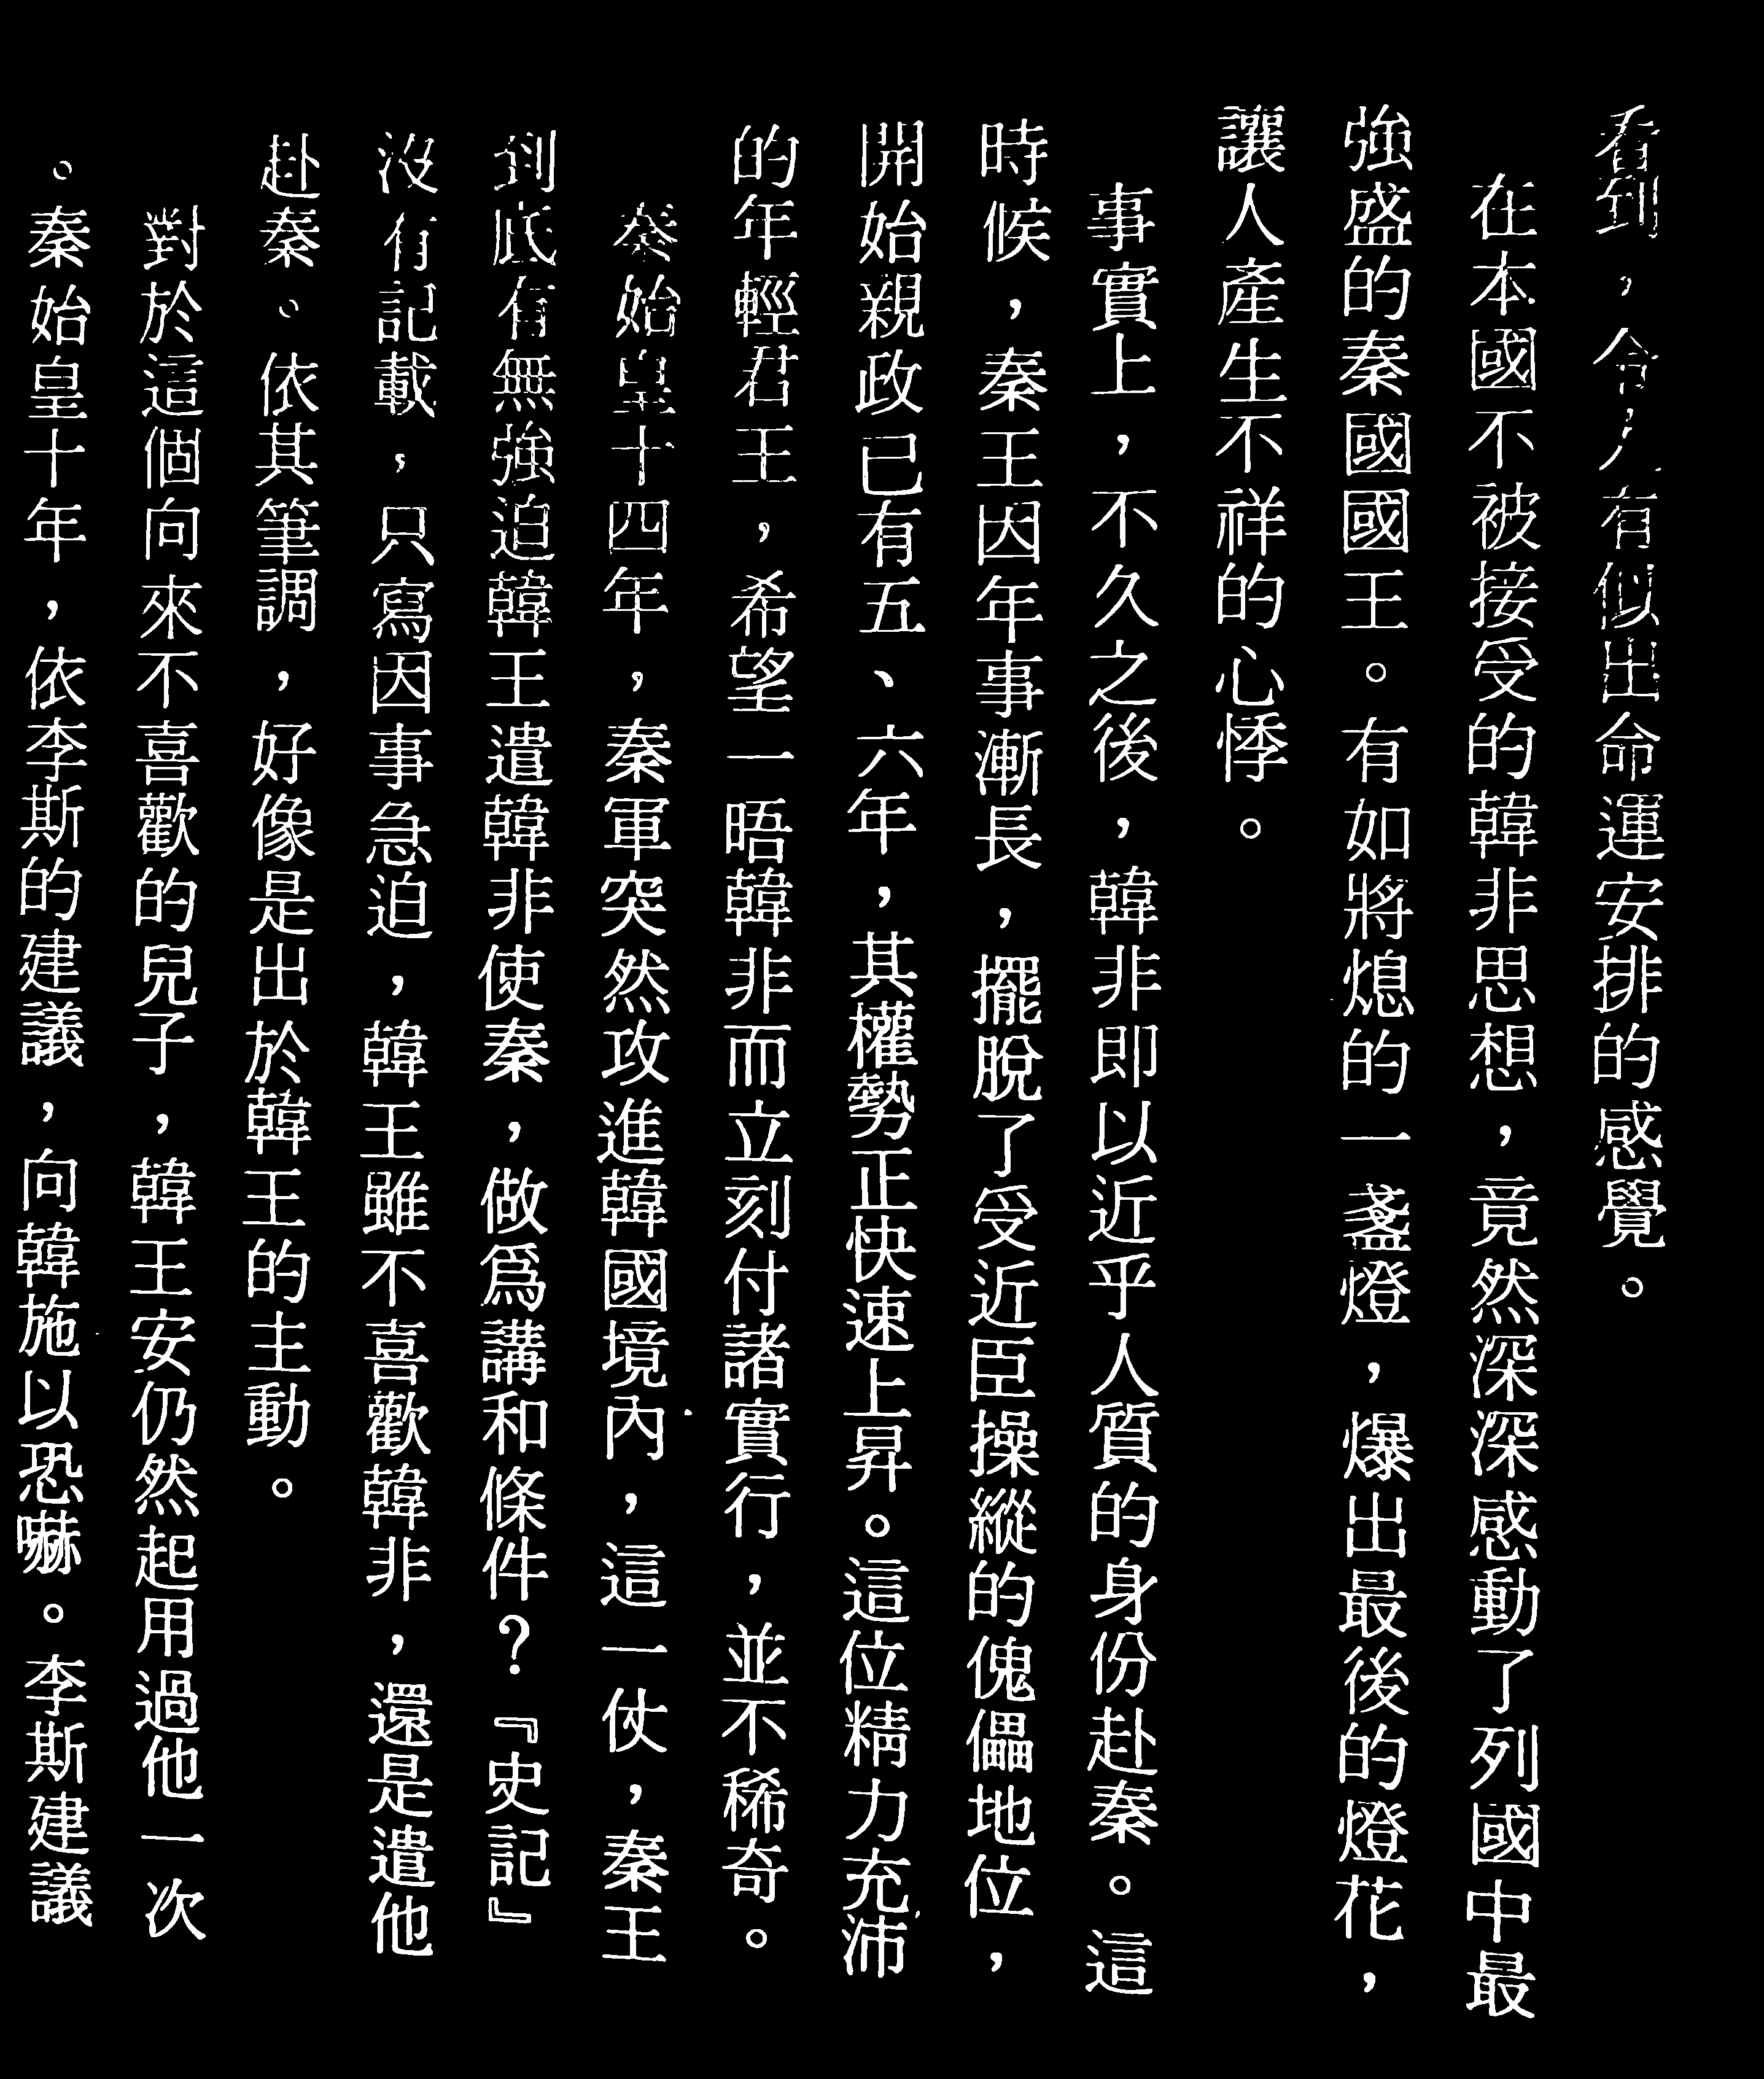 看到，令人有似出命運安排的感覺。
在本國不被接受的韓非思想，竟然深深感動了列國中最
強盛的秦國國王。有如將熄的一盞燈，爆出最後的燈花，
讓人產生不祥的心悸。
事實上，不久之後，韓非即以近乎人質的身份赴秦。這
時候，秦王因年事漸長，擺脫了受近臣操縱的傀儡地位，
開始親政已有五、六年，其權勢正快速上昇。這位精力充沛
的年輕君王，希望一晤韓非而立刻付諸實行，並不稀奇。
秦始皇十四年，秦軍突然攻進韓國境內，這一仗，秦王
到底有無強迫韓王遣韓非使秦，做爲講和條件？『史記』
沒有記載，只寫因事急迫，韓王雖不喜歡韓非，還是遣他
赴秦。依其筆調，好像是出於韓王的主動。
對於這個向來不喜歡的兒子，韓王安仍然起用過他一次
。秦始皇十年，依李斯的建議，向韓施以恐嚇。李斯建議